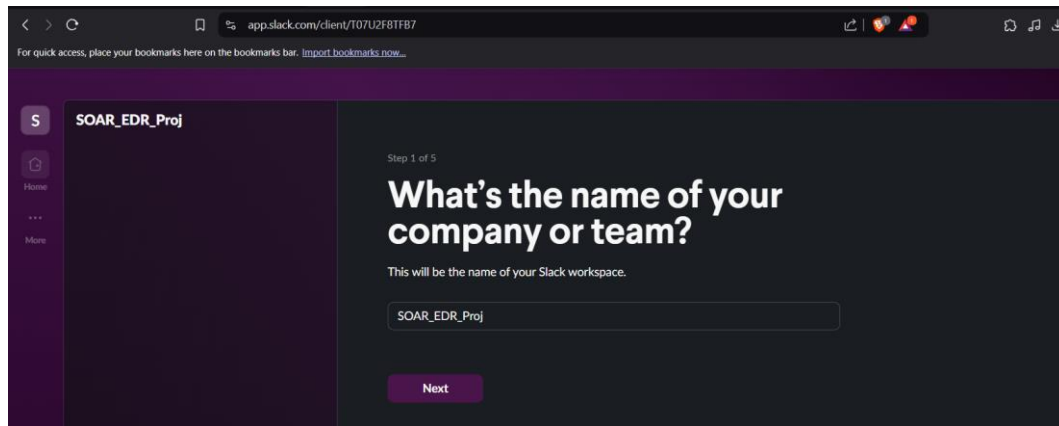 app.slack.com/client/T07U2F8TFB7
For quick access, place your bookmarks here on the bookmarks bar. Import bookmarks now...
S
SOAR_EDR_Proj
Home
More
Step 1 of 5
What's the name of your
company or team?
This will be the name of your Slack workspace.
SOAR_EDR_Proj
Next